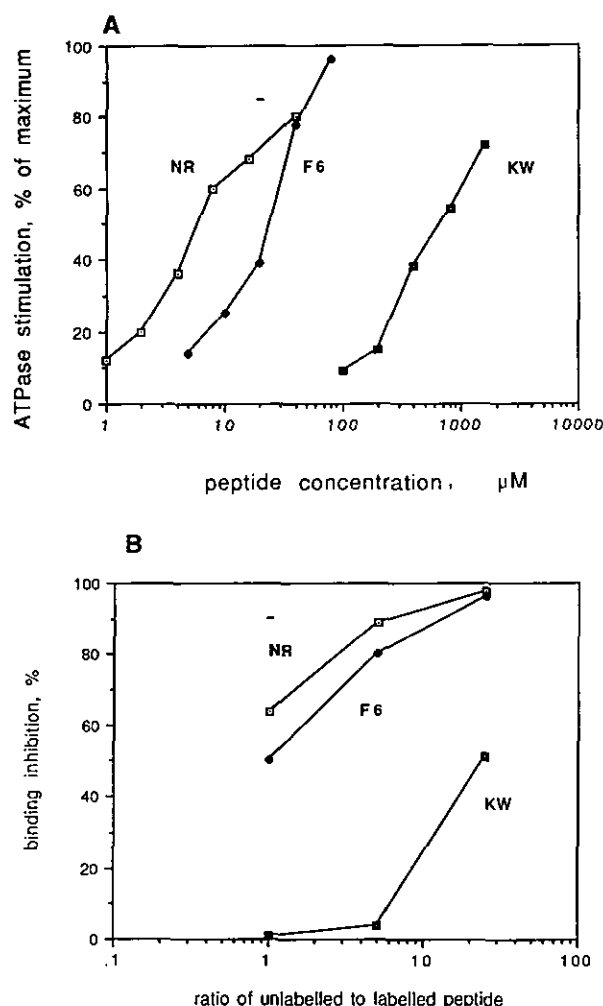 A
100
80
60
40
20
0
ATPase stimulation, % of maximum
NR
F6
KW
1
10
100
1000
10000
peptide concentration, µM
B
100
80
60
40
20
0
binding inhibition, %
NR
F6
KW
.1
1
10
100
ratio of unlabelled to labelled peptide